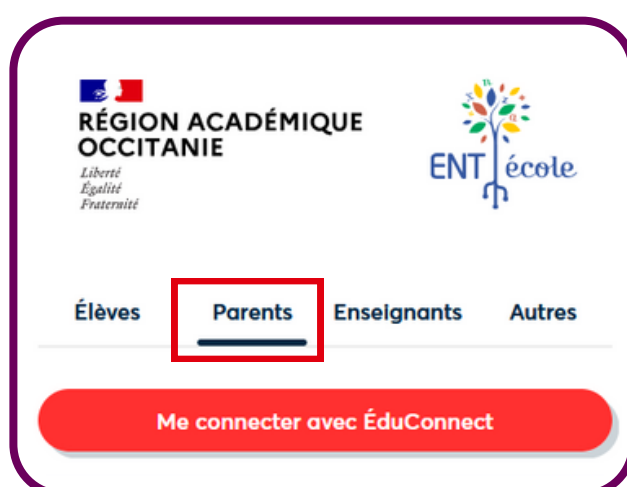 RÉGION ACADÉMIQUE
OCCITANIE
Liberté
Égalité
Fraternité
ENT école
Élèves Parents Enseignants Autres
Me connecter avec ÉduConnect